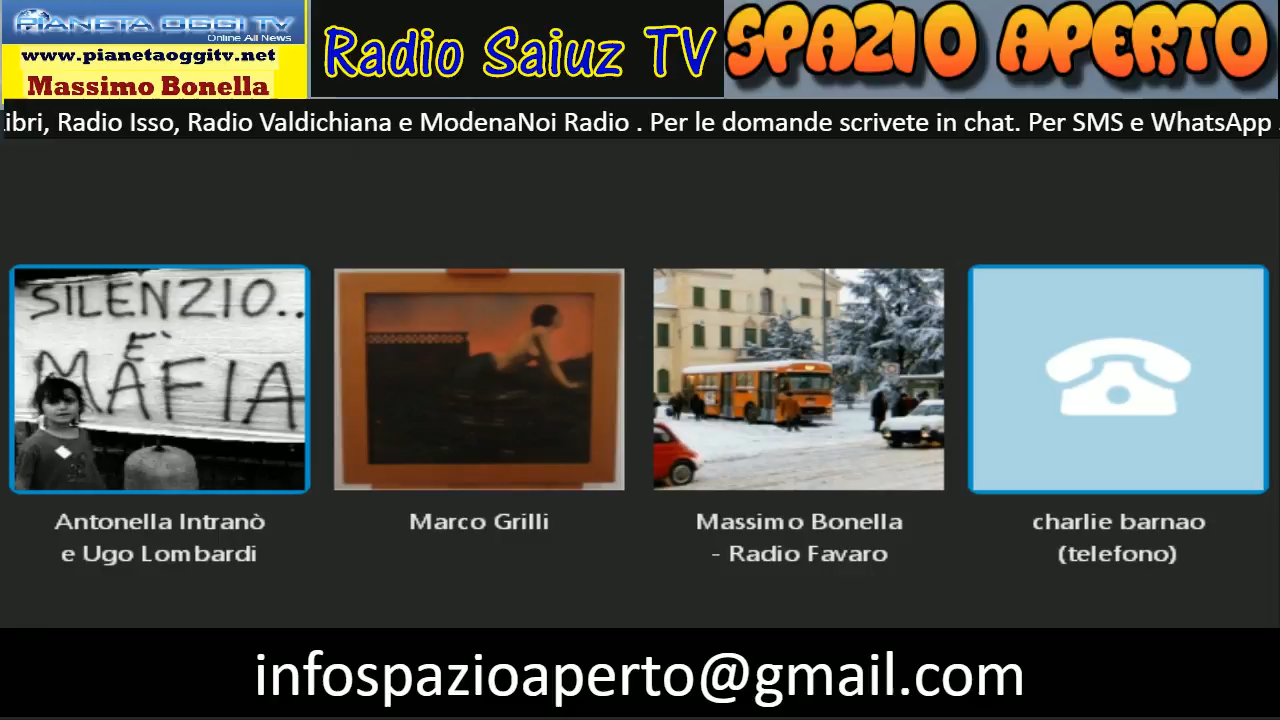 PIANETA OGGI TV
Online All News
www.pianetaoggitv.net
Massimo Bonella
Radio Saiuz TV
SPAZIO APERTO
ibri, Radio Isso, Radio Valdichiana e ModenaNoi Radio . Per le domande scrivete in chat. Per SMS e WhatsApp
SILENZIO..
E'
MAFIA
Antonella Intranò
e Ugo Lombardi
Marco Grilli
Massimo Bonella
- Radio Favaro
charlie barnao
(telefono)
infospazioaperto@gmail.com